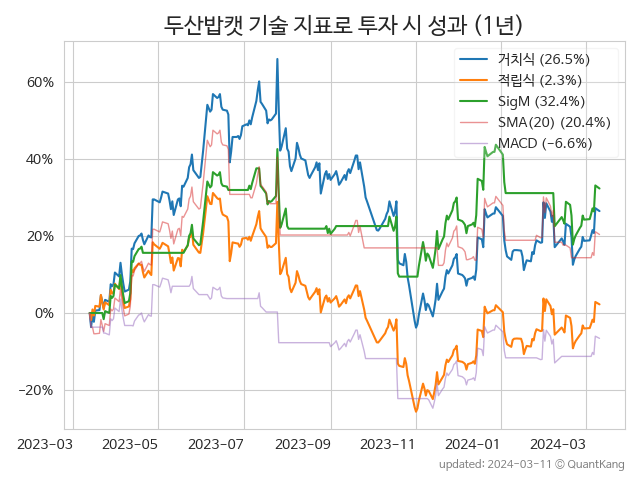 두산밥캣 기술 지표로 투자 시 성과 (1년)
거치식 (26.5%)
적립식 (2.3%)
SigM (32.4%)
SMA(20) (20.4%)
MACD (−6.6%)
60%
40%
20%
0%
−20%
2023-03 2023-05 2023-07 2023-09 2023-11 2024-01 2024-03
updated: 2024-03-11 © QuantKang